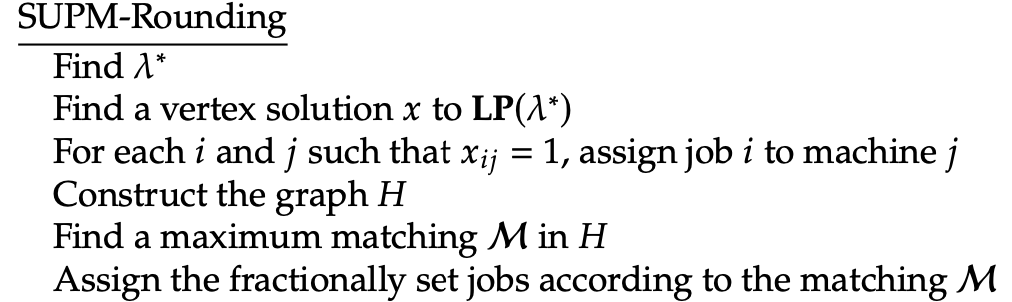 SUPM-Rounding
Find λ*
Find a vertex solution x to LP(λ*)
For each i and j such that xᵢⱼ = 1, assign job i to machine j
Construct the graph H
Find a maximum matching ℳ in H
Assign the fractionally set jobs according to the matching ℳ